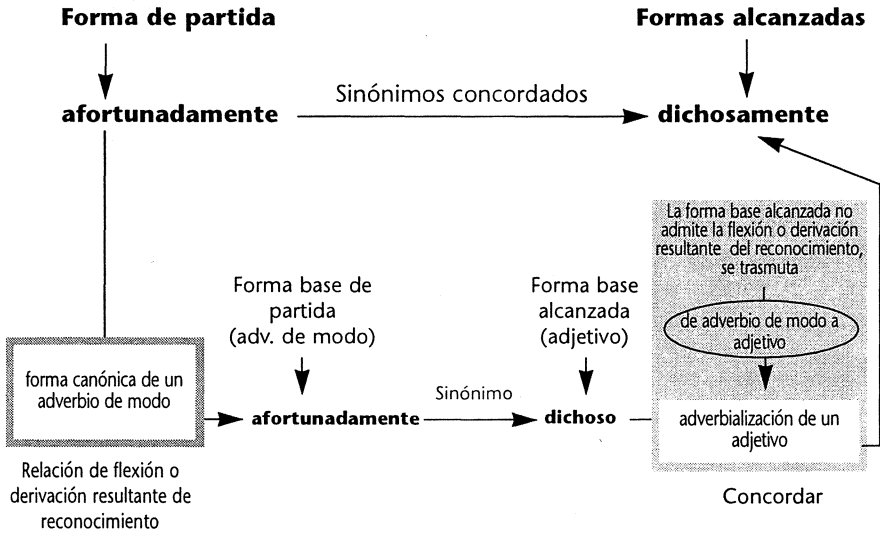 Forma de partida
Formas alcanzadas
afortunadamente
Sinónimos concordados
dichosamente
La forma base alcanzada no
admite la flexión o derivación
resultante del reconocimiento,
se trasmuta
Forma base de
partida
(adv. de modo)
Forma base
alcanzada
(adjetivo)
de adverbio de modo a
adjetivo
forma canónica de un
adverbio de modo
afortunadamente
Sinónimo
dichoso
adverbialización de un
adjetivo
Relación de flexión o
derivación resultante de
reconocimiento
Concordar